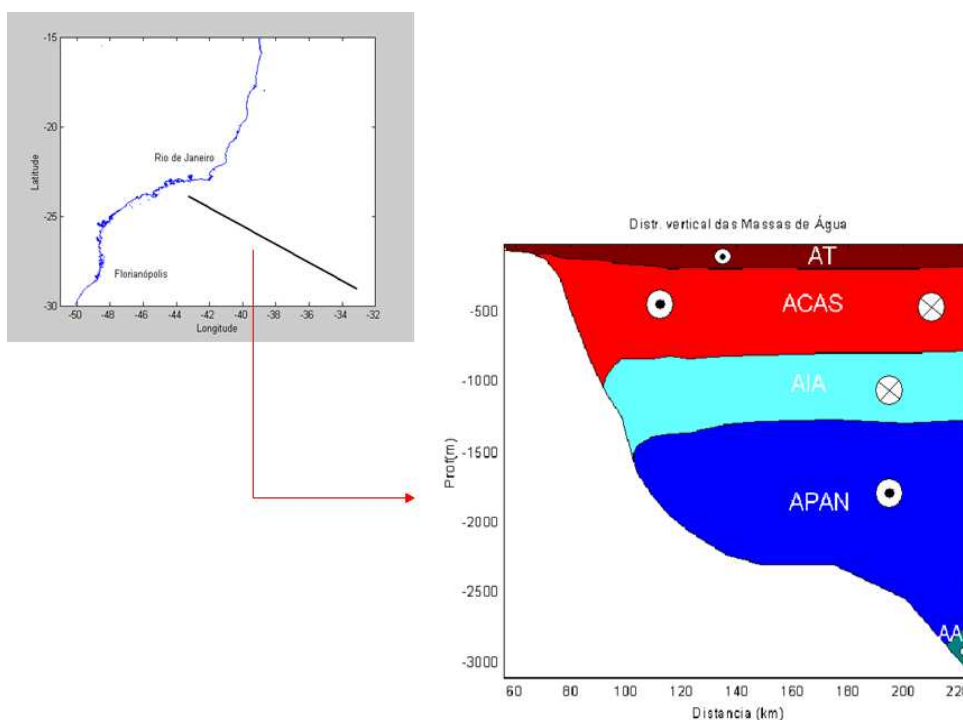 -15
-20
-25
-30
Latitude
Rio de Janeiro
Florianópolis
-50 -48 -46 -44 -42 -40 -38 -36 -34 -32
Longitude
Distr. vertical das Massas de Água
AT
ACAS
AIA
APAN
AA
-500
-1000
-1500
-2000
-2500
-3000
Prof(m)
60 80 100 120 140 160 180 200 220
Distancia (km)